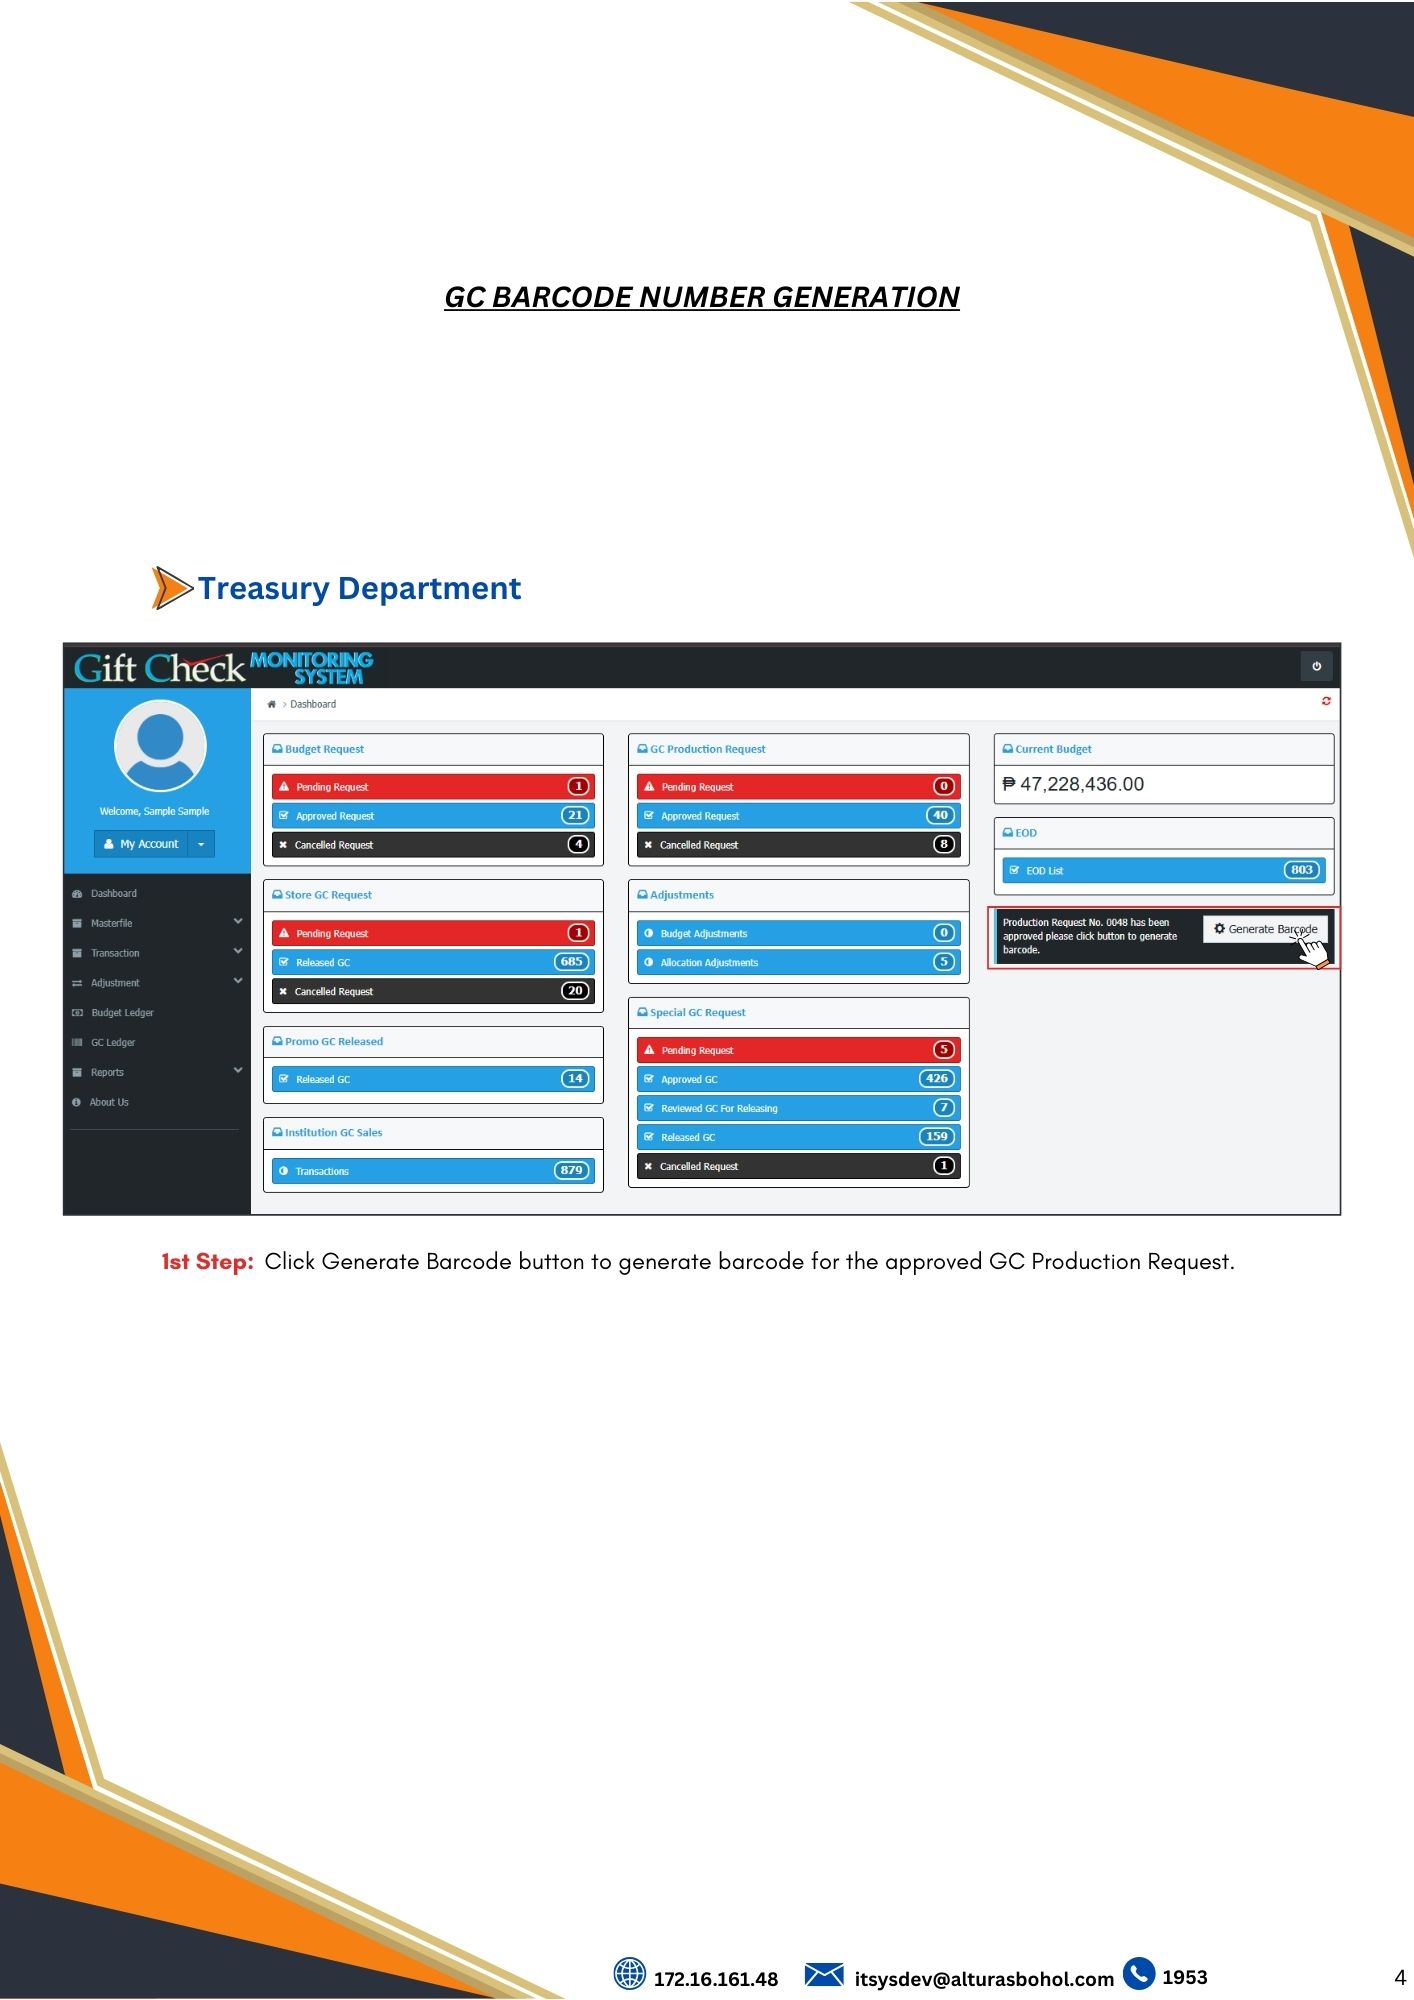 GC BARCODE NUMBER GENERATION
Treasury Department
Gift Check MONITORING SYSTEM
Welcome, Sample Sample
My Account
Dashboard
Masterfile
Transaction
Adjustment
Budget Ledger
GC Ledger
Reports
About Us
> Dashboard
Budget Request
Pending Request 1
Approved Request 21
Cancelled Request 4
Store GC Request
Pending Request 1
Released GC 685
Cancelled Request 20
Promo GC Released
Released GC 14
Institution GC Sales
Transactions 879
GC Production Request
Pending Request 0
Approved Request 40
Cancelled Request 8
Adjustments
Budget Adjustments 0
Allocation Adjustments 5
Special GC Request
Pending Request 5
Approved GC 426
Reviewed GC For Releasing 7
Released GC 159
Cancelled Request 1
Current Budget
₱ 47,228,436.00
EOD
EOD List 803
Production Request No. 0048 has been
approved please click button to generate
barcode.
Generate Barcode
1st Step: Click Generate Barcode button to generate barcode for the approved GC Production Request.
172.16.161.48 itsysdev@alturasbohol.com 1953
4